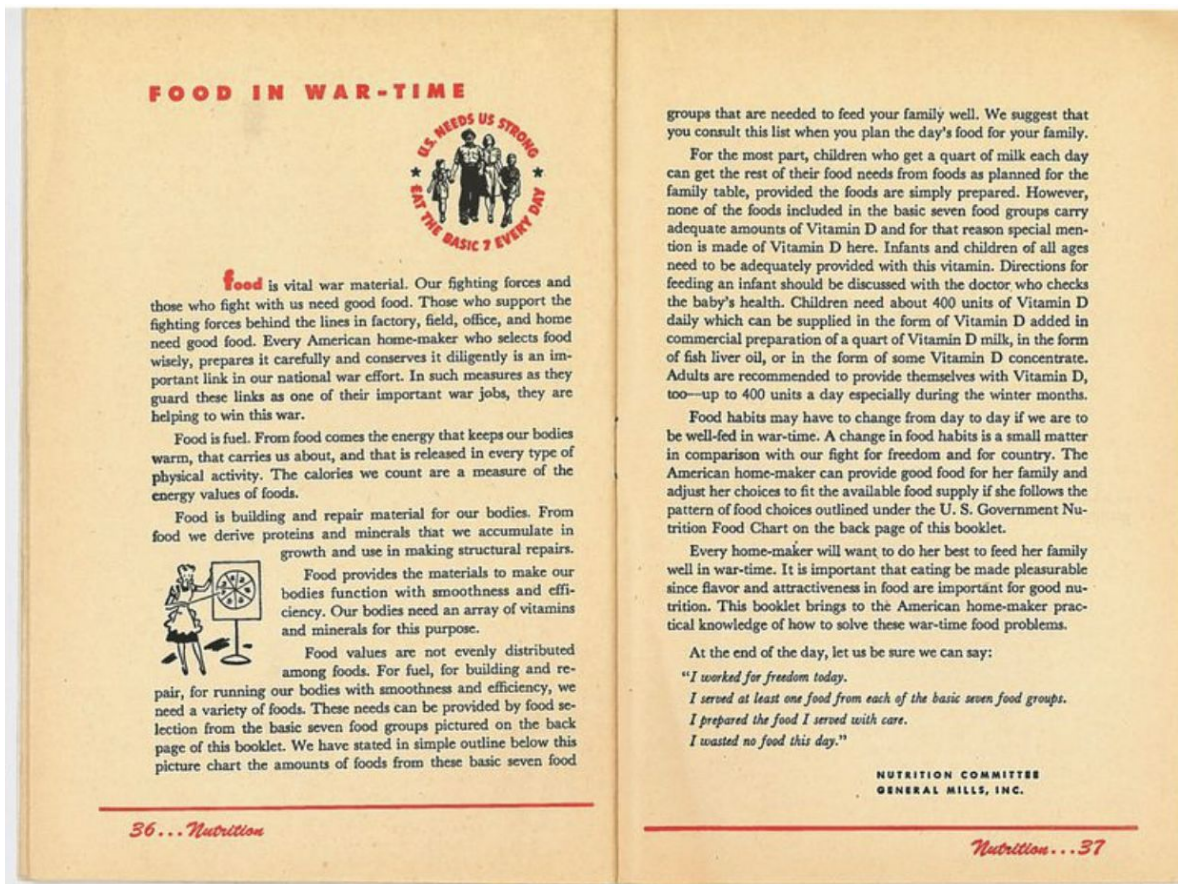 FOOD IN WAR-TIME
U.S. NEEDS US STRONG
EAT THE BASIC 7 EVERY DAY
food is vital war material. Our fighting forces and
those who fight with us need good food. Those who support the
fighting forces behind the lines in factory, field, office, and home
need good food. Every American home-maker who selects food
wisely, prepares it carefully and conserves it diligently is an im-
portant link in our national war effort. In such measures as they
guard these links as one of their important war jobs, they are
helping to win this war.
Food is fuel. From food comes the energy that keeps our bodies
warm, that carries us about, and that is released in every type of
physical activity. The calories we count are a measure of the
energy values of foods.
Food is building and repair material for our bodies. From
food we derive proteins and minerals that we accumulate in
growth and use in making structural repairs.
Food provides the materials to make our
bodies function with smoothness and effi-
ciency. Our bodies need an array of vitamins
and minerals for this purpose.
Food values are not evenly distributed
among foods. For fuel, for building and re-
pair, for running our bodies with smoothness and efficiency, we
need a variety of foods. These needs can be provided by food se-
lection from the basic seven food groups pictured on the back
page of this booklet. We have stated in simple outline below this
picture chart the amounts of foods from these basic seven food
36...Nutrition
groups that are needed to feed your family well. We suggest that
you consult this list when you plan the day's food for your family.
For the most part, children who get a quart of milk each day
can get the rest of their food needs from foods as planned for the
family table, provided the foods are simply prepared. However,
none of the foods included in the basic seven food groups carry
adequate amounts of Vitamin D and for that reason special men-
tion is made of Vitamin D here. Infants and children of all ages
need to be adequately provided with this vitamin. Directions for
feeding an infant should be discussed with the doctor who checks
the baby's health. Children need about 400 units of Vitamin D
daily which can be supplied in the form of Vitamin D added in
commercial preparation of a quart of Vitamin D milk, in the form
of fish liver oil, or in the form of some Vitamin D concentrate.
Adults are recommended to provide themselves with Vitamin D,
too—up to 400 units a day especially during the winter months.
Food habits may have to change from day to day if we are to
be well-fed in war-time. A change in food habits is a small matter
in comparison with our fight for freedom and for country. The
American home-maker can provide good food for her family and
adjust her choices to fit the available food supply if she follows the
pattern of food choices outlined under the U. S. Government Nu-
trition Food Chart on the back page of this booklet.
Every home-maker will want to do her best to feed her family
well in war-time. It is important that eating be made pleasurable
since flavor and attractiveness in food are important for good nu-
trition. This booklet brings to the American home-maker prac-
tical knowledge of how to solve these war-time food problems.
At the end of the day, let us be sure we can say:
"I worked for freedom today.
I served at least one food from each of the basic seven food groups.
I prepared the food I served with care.
I wasted no food this day."
NUTRITION COMMITTEE
GENERAL MILLS, INC.
Nutrition...37